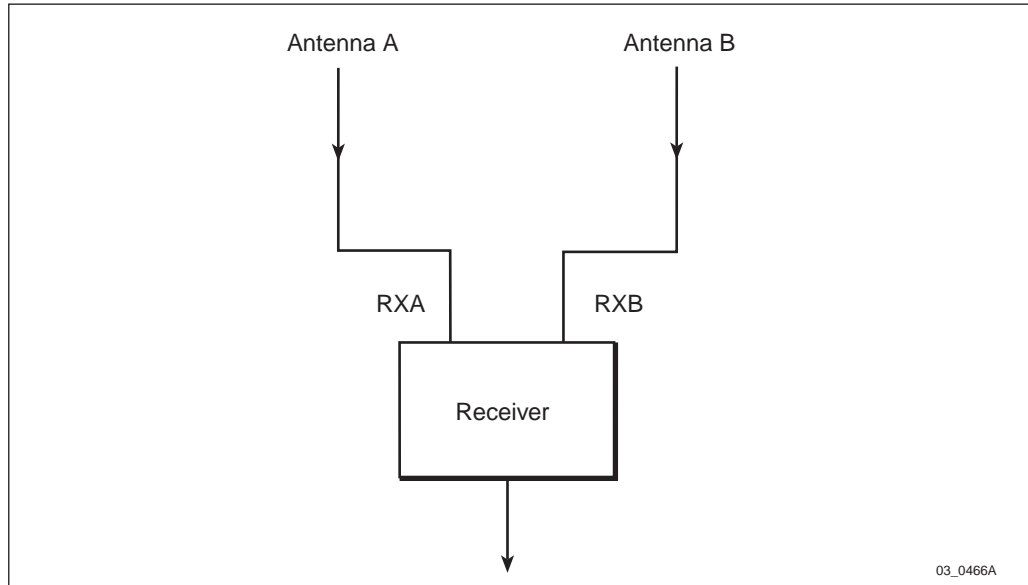 Antenna A
Antenna B
RXA
RXB
Receiver
03_0466A